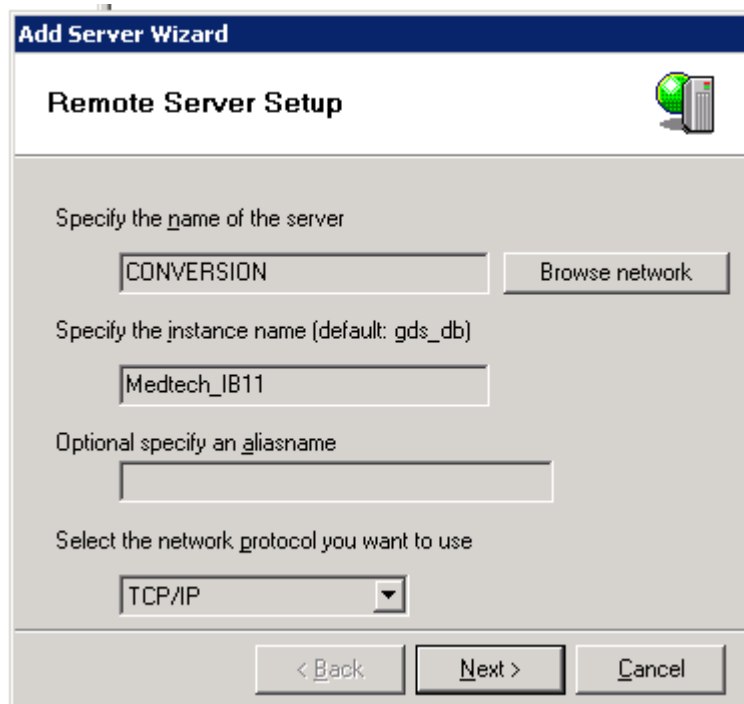 Add Server Wizard
Remote Server Setup
Specify the name of the server
CONVERSION
Browse network
Specify the instance name (default: gds_db)
Medtech_IB11
Optional specify an aliasname
Select the network protocol you want to use
TCP/IP
< Back
Next >
Cancel